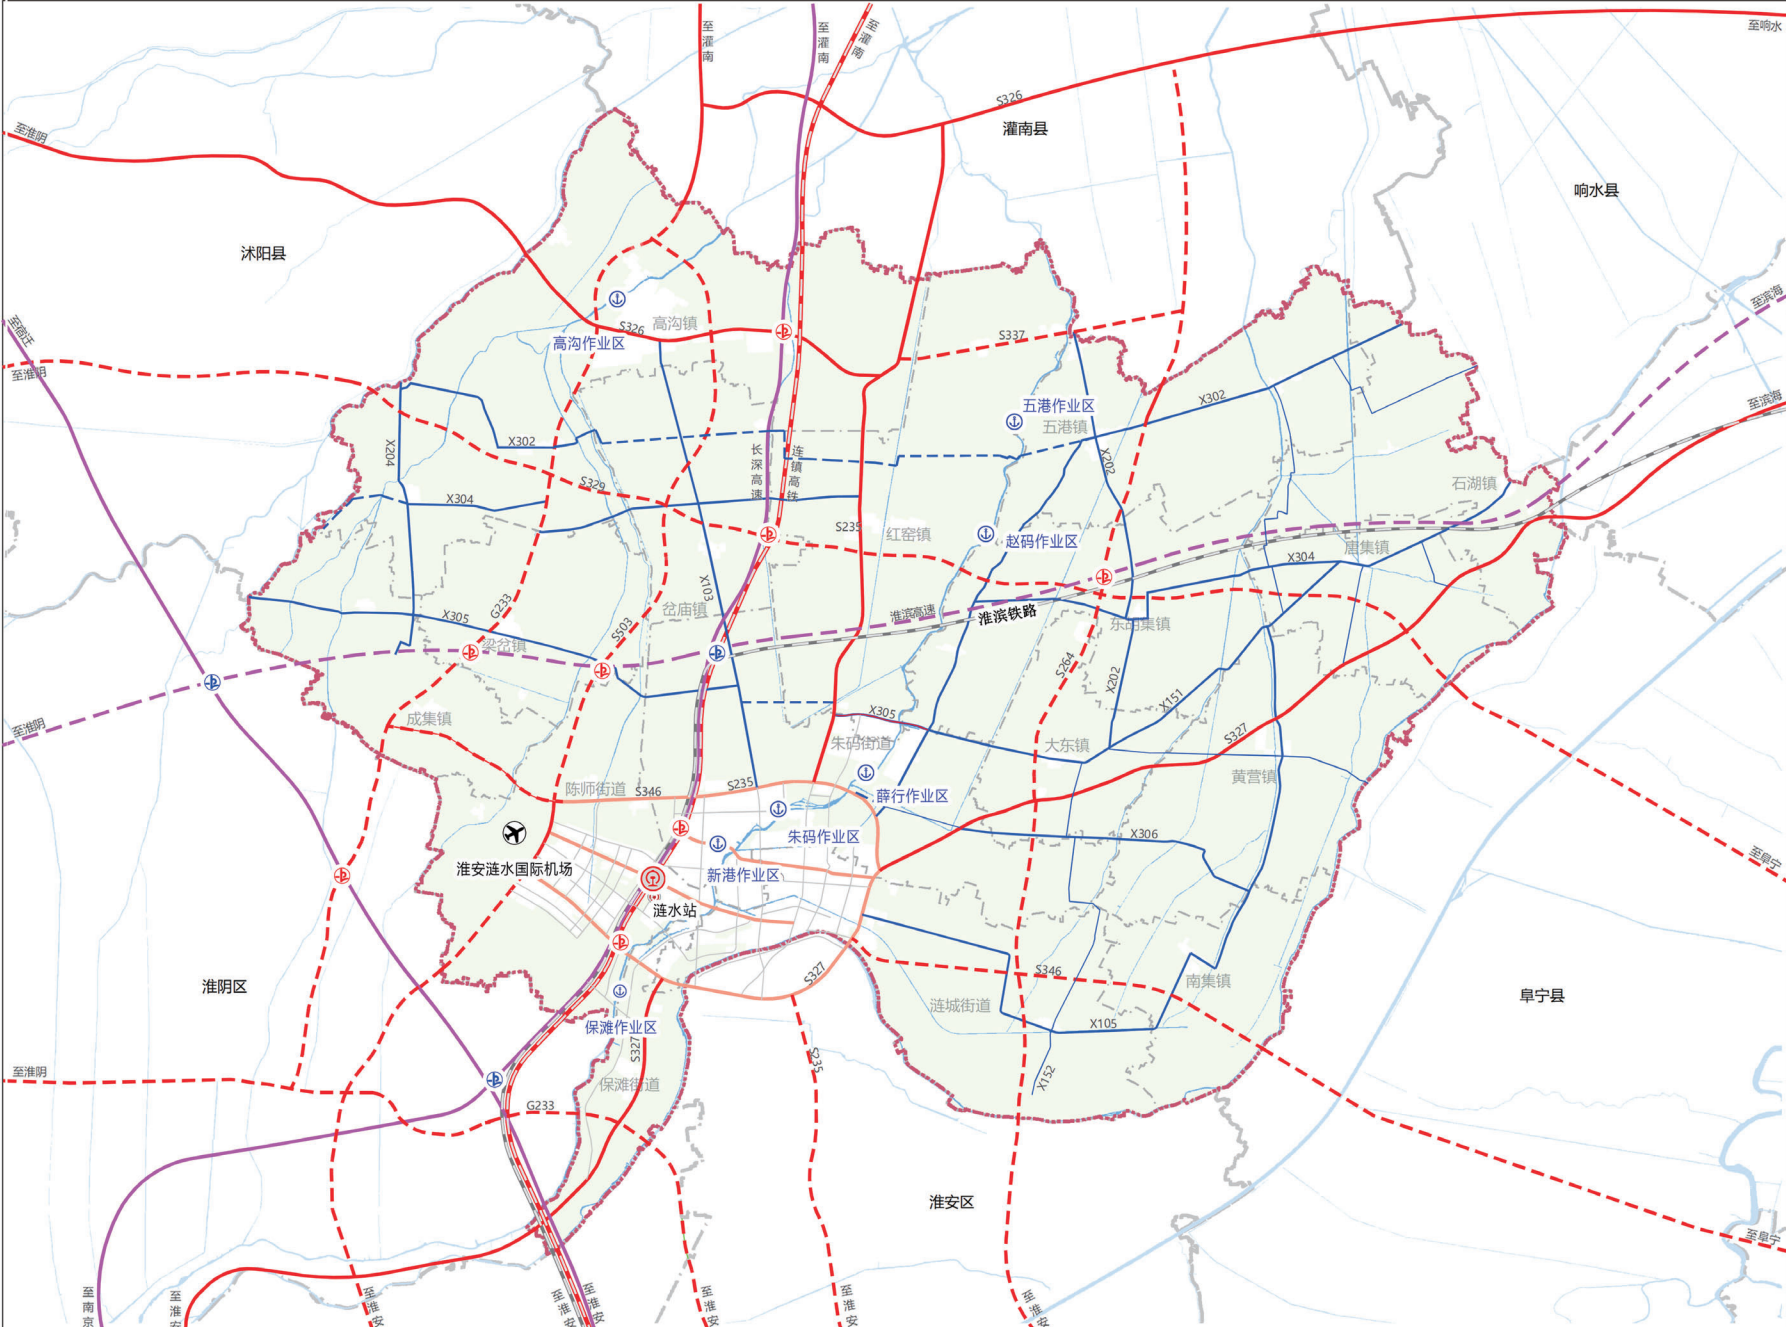 至灌南
至灌南
至灌南
至响水
S326
灌南县
至淮阴
响水县
沭阳县
至滨海
至宿迁
高沟镇
S326
S337
高沟作业区
至淮阴
X302
至滨海
五港作业区
五港镇
X302
X204
长深高速
连镇高铁
X202
S329
石湖镇
X304
S235
红窑镇
赵码作业区
唐集镇
X304
X103
G233
岔庙镇
淮滨高速
淮滨铁路
X305
S503
东胡集镇
梁岔镇
S264
X202
X151
成集镇
至淮阴
X305
S327
朱码街道
大东镇
黄营镇
陈师街道
S346
S235
薛行作业区
朱码作业区
X306
至阜宁
淮安涟水国际机场
新港作业区
涟水站
S327
S346
南集镇
淮阴区
涟城街道
阜宁县
X105
保滩作业区
S327
S235
至淮阴
X152
保滩街道
G233
淮安区
至阜宁
至南京
至淮安
至淮安
至淮安
至淮安
至淮安
至淮安
至淮安